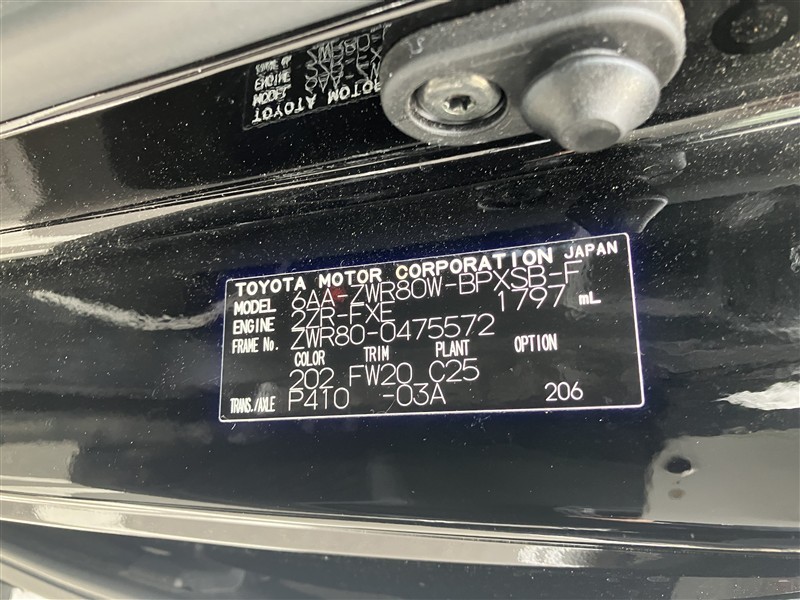 TOYOTA MOTOR CORPORATION JAPAN
MODEL 6AA-ZWR80W-BPXSB-F
ENGINE 2ZR-FXE 1797 mL
FRAME No. ZWR80-0475572
COLOR TRIM PLANT OPTION
202 FW20 C25
TRANS./AXLE P410 -03A 206